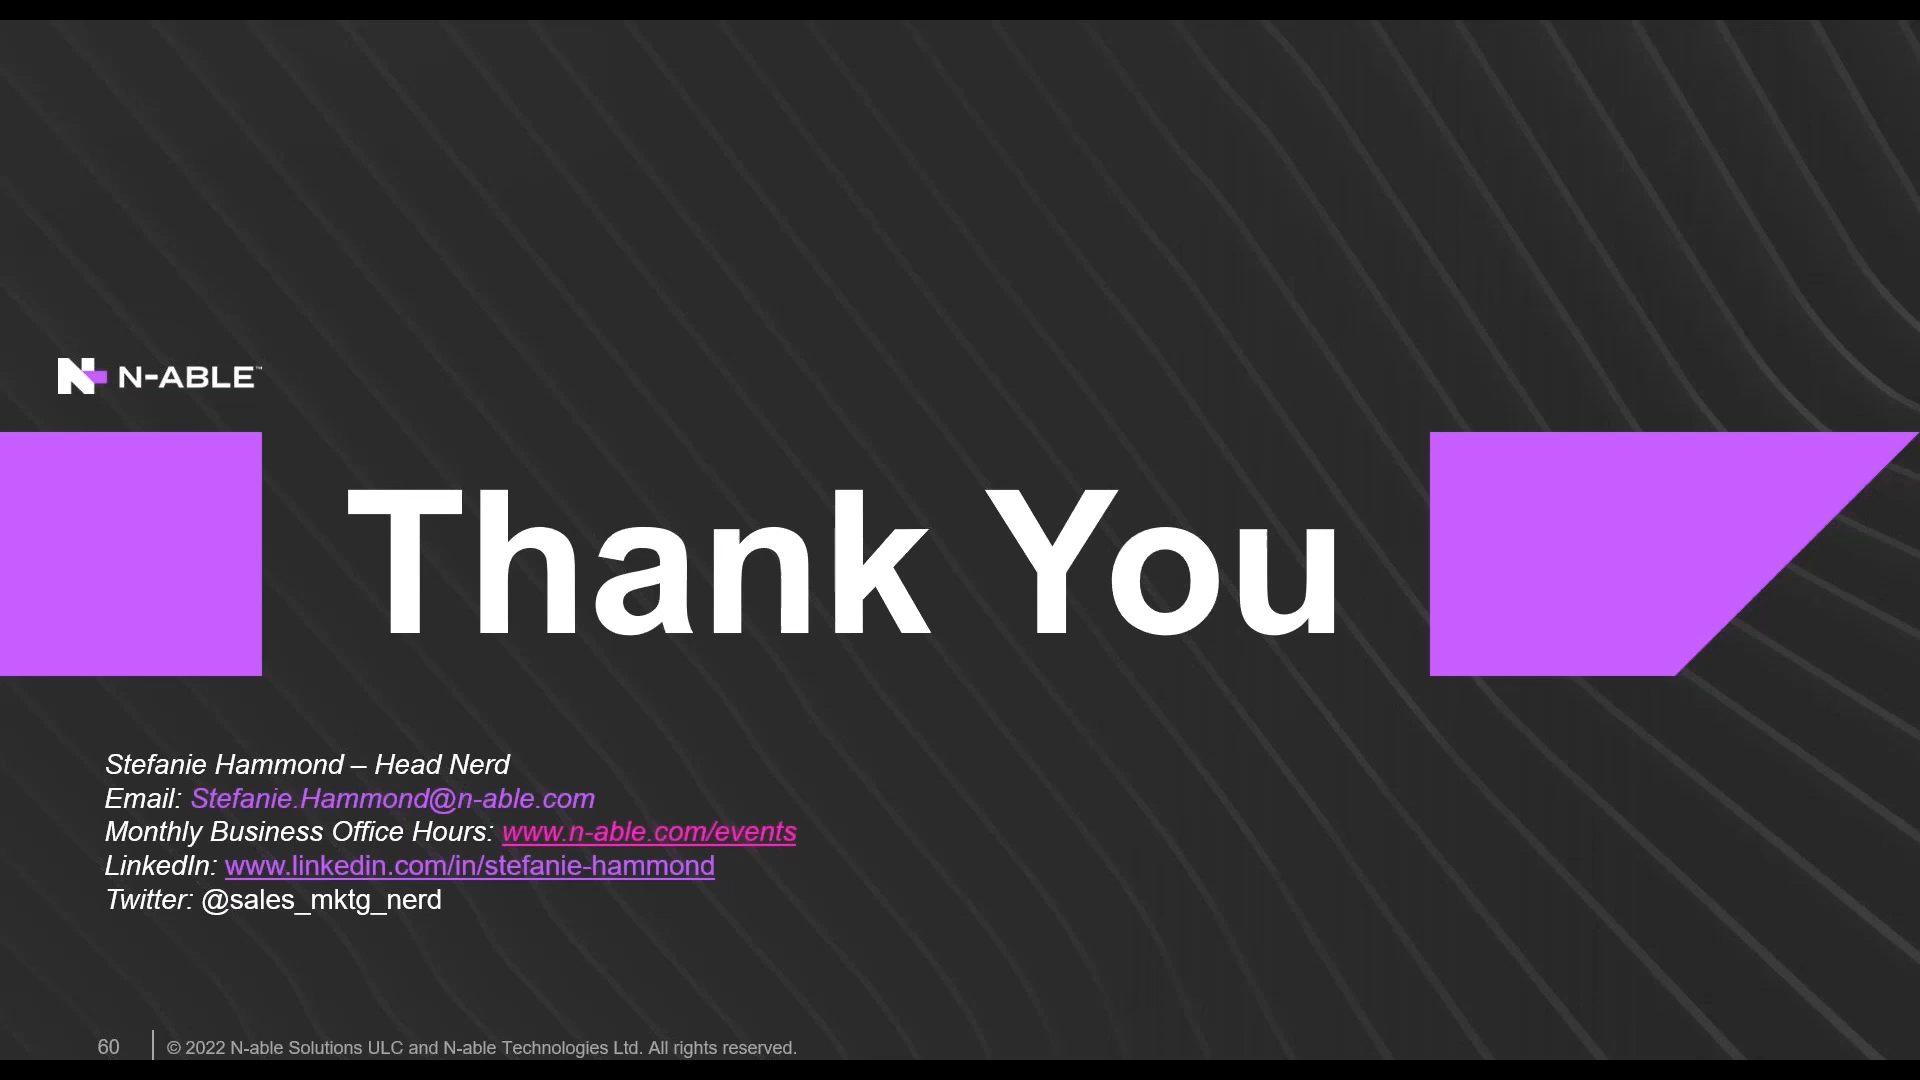 N-ABLE™
Thank You
Stefanie Hammond – Head Nerd
Email: Stefanie.Hammond@n-able.com
Monthly Business Office Hours: www.n-able.com/events
LinkedIn: www.linkedin.com/in/stefanie-hammond
Twitter: @sales_mktg_nerd
60
© 2022 N-able Solutions ULC and N-able Technologies Ltd. All rights reserved.